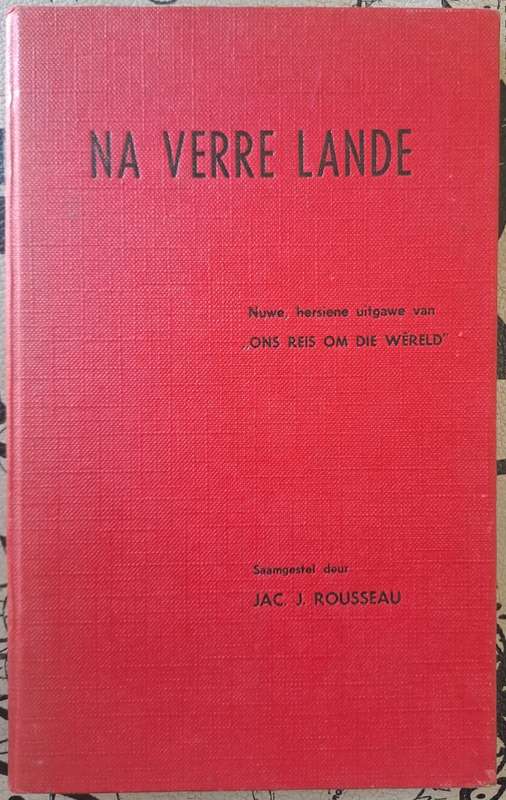 NA VERRE LANDE
Nuwe, hersiene uitgawe van
„ONS REIS OM DIE WÊRELD"
Saamgestel deur
JAC. J. ROUSSEAU